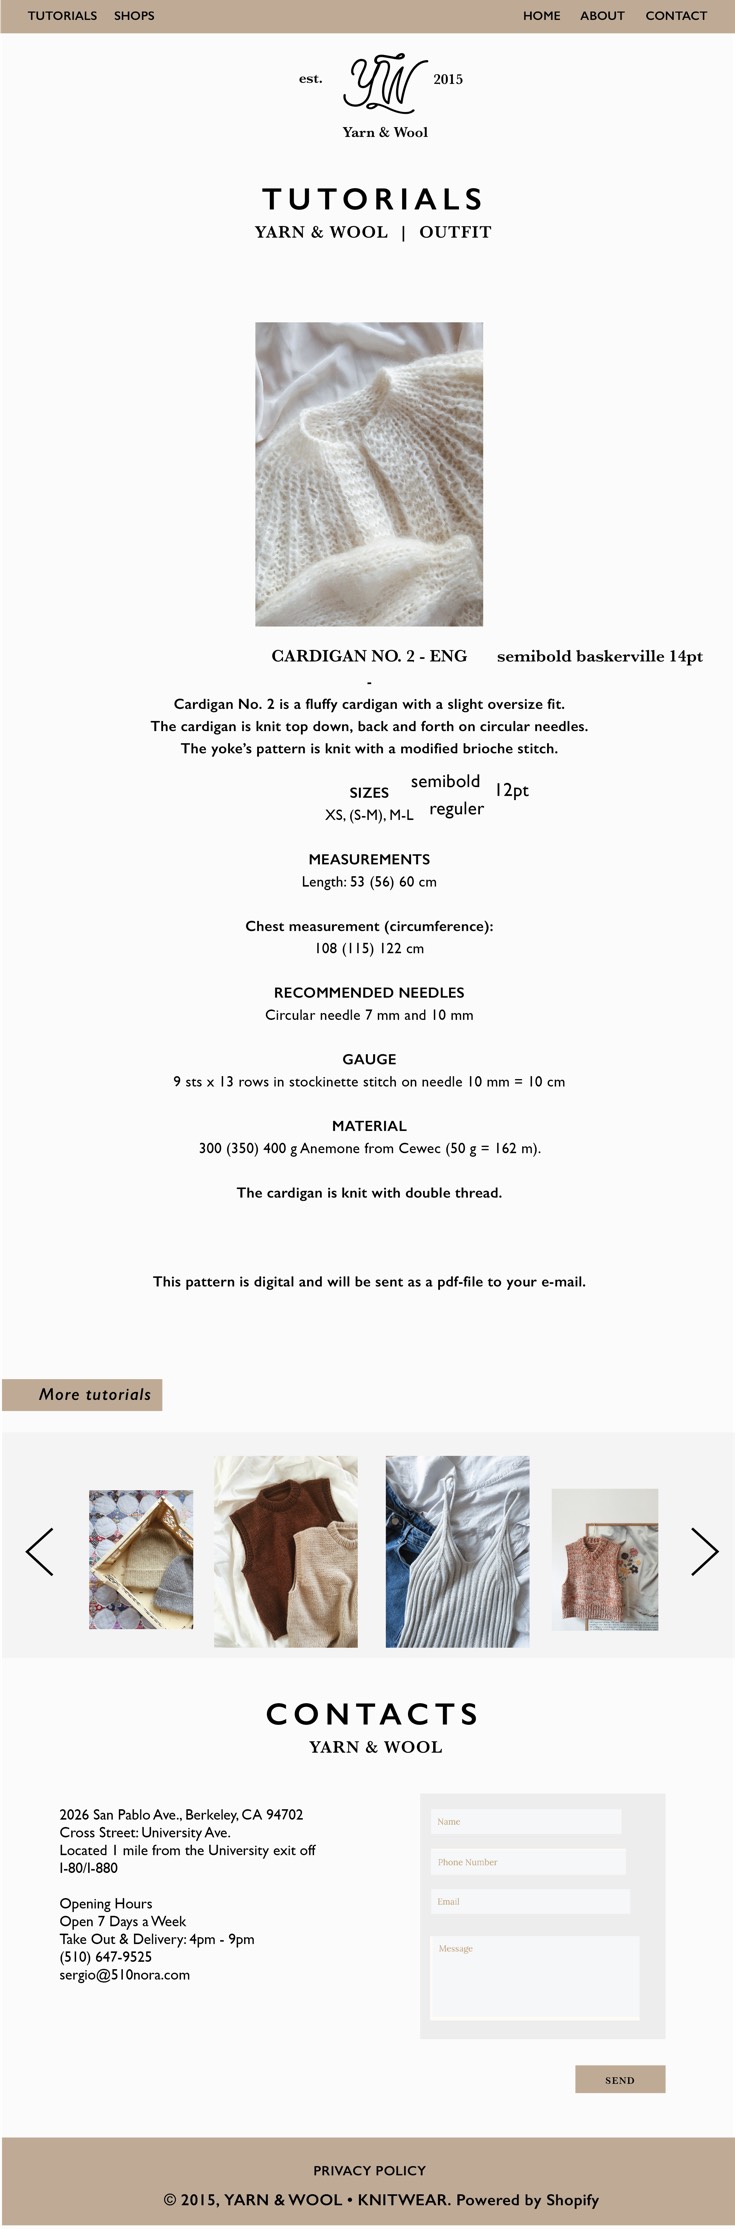 TUTORIALS SHOPS HOME ABOUT CONTACT
est. YW 2015
Yarn & Wool
TUTORIALS
YARN & WOOL | OUTFIT
CARDIGAN NO. 2 - ENG semibold baskerville 14pt
-
Cardigan No. 2 is a fluffy cardigan with a slight oversize fit.
The cardigan is knit top down, back and forth on circular needles.
The yoke's pattern is knit with a modified brioche stitch.
SIZES semibold 12pt
XS, (S-M), M-L reguler
MEASUREMENTS
Length: 53 (56) 60 cm
Chest measurement (circumference):
108 (115) 122 cm
RECOMMENDED NEEDLES
Circular needle 7 mm and 10 mm
GAUGE
9 sts x 13 rows in stockinette stitch on needle 10 mm = 10 cm
MATERIAL
300 (350) 400 g Anemone from Cewec (50 g = 162 m).
The cardigan is knit with double thread.
This pattern is digital and will be sent as a pdf-file to your e-mail.
More tutorials
CONTACTS
YARN & WOOL
2026 San Pablo Ave., Berkeley, CA 94702
Cross Street: University Ave.
Located 1 mile from the University exit off
I-80/I-880
Opening Hours
Open 7 Days a Week
Take Out & Delivery: 4pm - 9pm
(510) 647-9525
sergio@510nora.com
Name
Phone Number
Email
Message
SEND
PRIVACY POLICY
© 2015, YARN & WOOL • KNITWEAR. Powered by Shopify